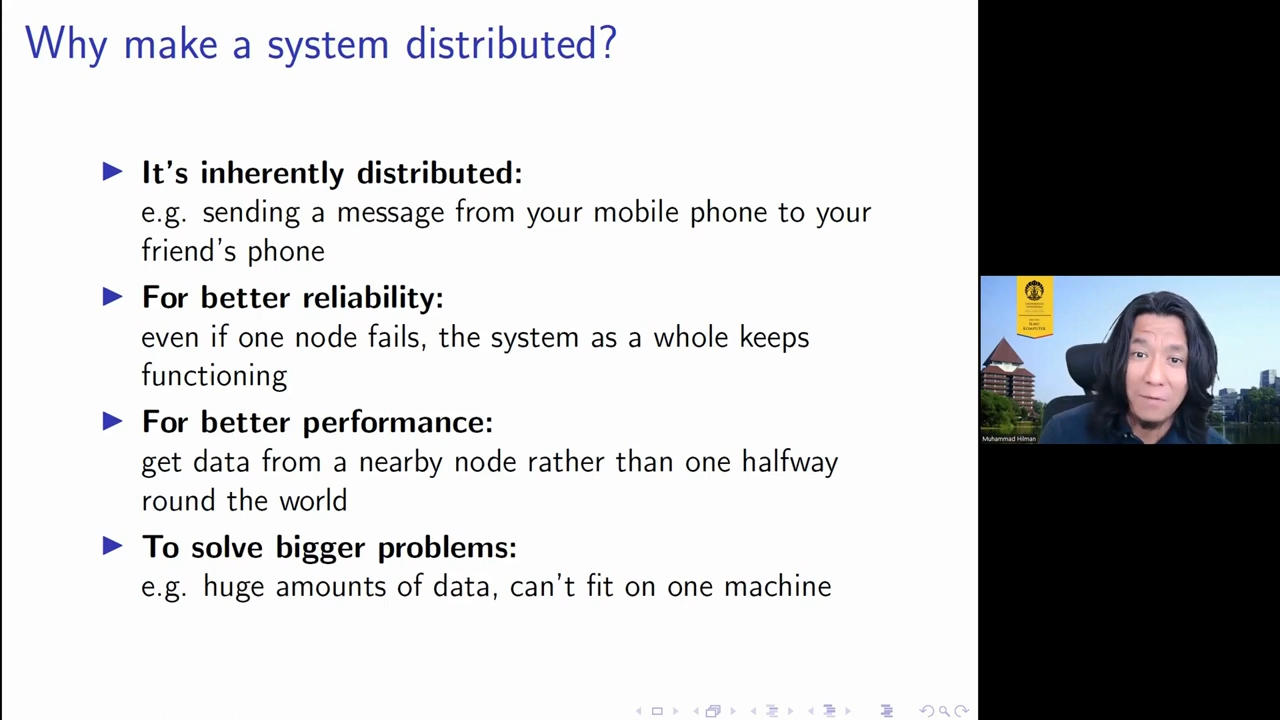 Why make a system distributed?
It's inherently distributed:
e.g. sending a message from your mobile phone to your
friend's phone
For better reliability:
even if one node fails, the system as a whole keeps
functioning
For better performance:
get data from a nearby node rather than one halfway
round the world
To solve bigger problems:
e.g. huge amounts of data, can't fit on one machine
ILMU
KOMPUTER
Muhammad Hilman